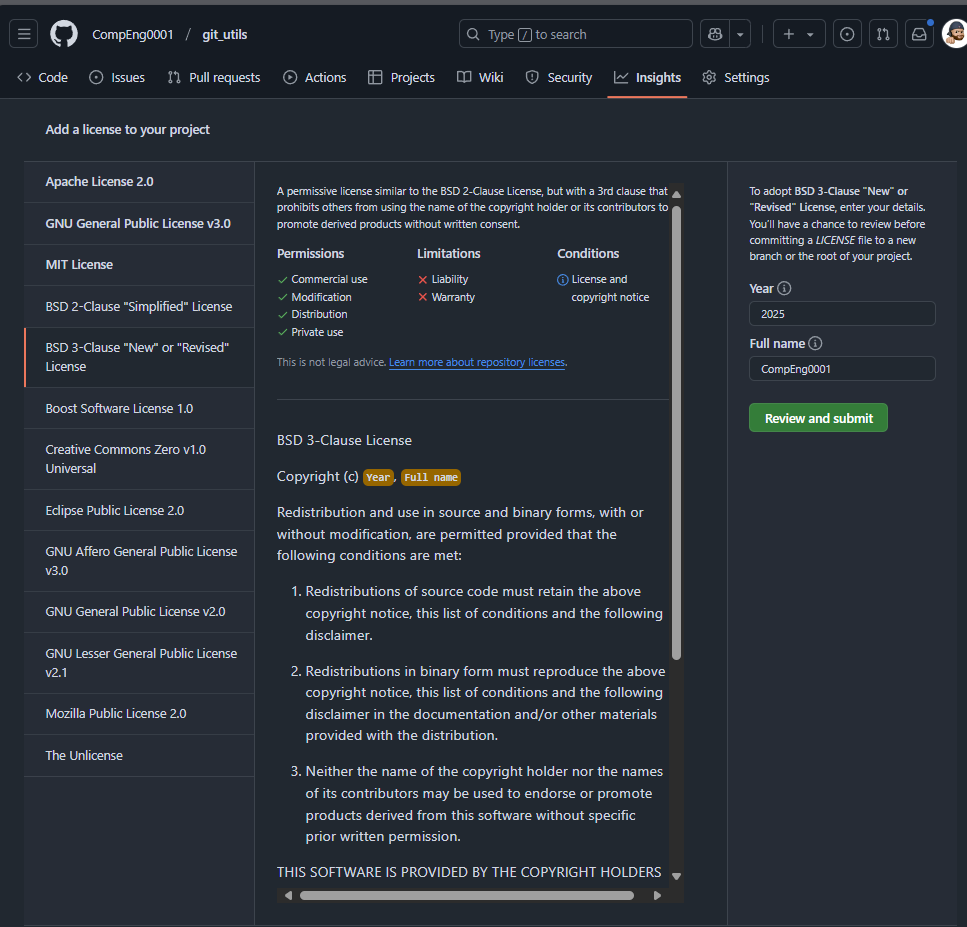 CompEng0001 / git_utils
Type / to search
Code
Issues
Pull requests
Actions
Projects
Wiki
Security
Insights
Settings
Add a license to your project
Apache License 2.0
GNU General Public License v3.0
MIT License
BSD 2-Clause "Simplified" License
BSD 3-Clause "New" or "Revised"
License
Boost Software License 1.0
Creative Commons Zero v1.0
Universal
Eclipse Public License 2.0
GNU Affero General Public License
v3.0
GNU General Public License v2.0
GNU Lesser General Public License
v2.1
Mozilla Public License 2.0
The Unlicense
A permissive license similar to the BSD 2-Clause License, but with a 3rd clause that
prohibits others from using the name of the copyright holder or its contributors to
promote derived products without written consent.
Permissions
Commercial use
Modification
Distribution
Private use
Limitations
Liability
Warranty
Conditions
License and
copyright notice
This is not legal advice. Learn more about repository licenses.
BSD 3-Clause License
Copyright (c) Year, Full name
Redistribution and use in source and binary forms, with or
without modification, are permitted provided that the
following conditions are met:
1. Redistributions of source code must retain the above
copyright notice, this list of conditions and the following
disclaimer.
2. Redistributions in binary form must reproduce the above
copyright notice, this list of conditions and the following
disclaimer in the documentation and/or other materials
provided with the distribution.
3. Neither the name of the copyright holder nor the names
of its contributors may be used to endorse or promote
products derived from this software without specific
prior written permission.
THIS SOFTWARE IS PROVIDED BY THE COPYRIGHT HOLDERS
To adopt BSD 3-Clause "New" or
"Revised" License, enter your details.
You'll have a chance to review before
committing a LICENSE file to a new
branch or the root of your project.
Year
2025
Full name
CompEng0001
Review and submit